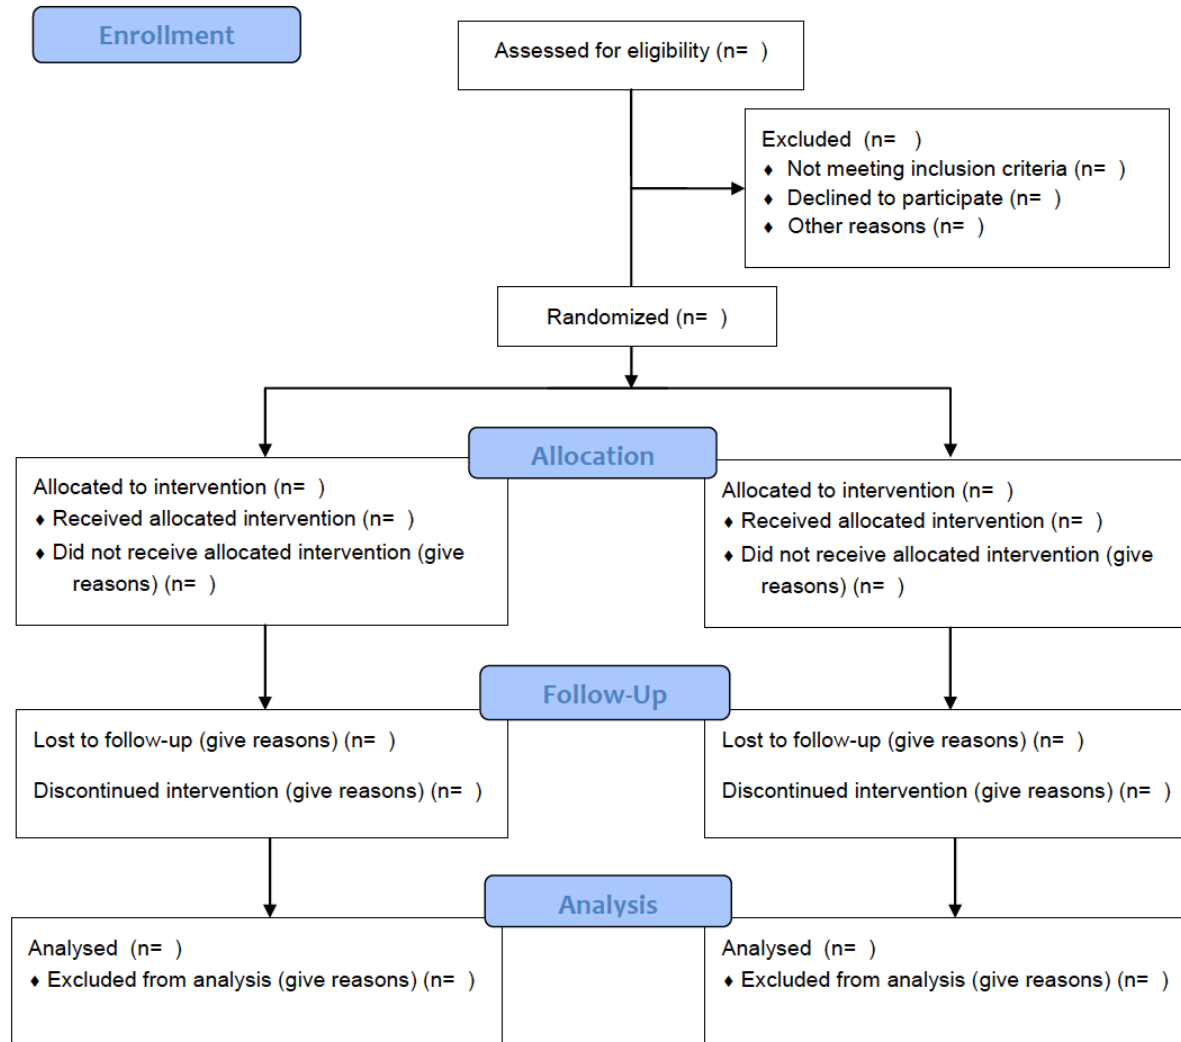 Enrollment
Assessed for eligibility (n=  )
Excluded  (n=   )
♦ Not meeting inclusion criteria (n=  )
♦ Declined to participate (n=  )
♦ Other reasons (n=  )
Randomized (n=  )
Allocation
Allocated to intervention (n=  )
♦ Received allocated intervention (n=  )
♦ Did not receive allocated intervention (give
reasons) (n=  )
Allocated to intervention (n=  )
♦ Received allocated intervention (n=  )
♦ Did not receive allocated intervention (give
reasons) (n=  )
Follow-Up
Lost to follow-up (give reasons) (n=  )
Discontinued intervention (give reasons) (n=  )
Lost to follow-up (give reasons) (n=  )
Discontinued intervention (give reasons) (n=  )
Analysis
Analysed  (n=  )
♦ Excluded from analysis (give reasons) (n=  )
Analysed  (n=  )
♦ Excluded from analysis (give reasons) (n=  )